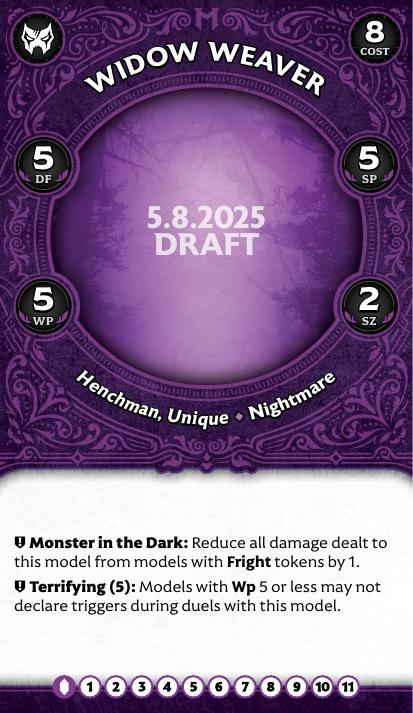 8
COST
WIDOW WEAVER
5
DF
5
SP
5.8.2025
DRAFT
5
WP
2
SZ
Henchman, Unique ◆ Nightmare
Monster in the Dark: Reduce all damage dealt to
this model from models with Fright tokens by 1.
Terrifying (5): Models with Wp 5 or less may not
declare triggers during duels with this model.
1 2 3 4 5 6 7 8 9 10 11